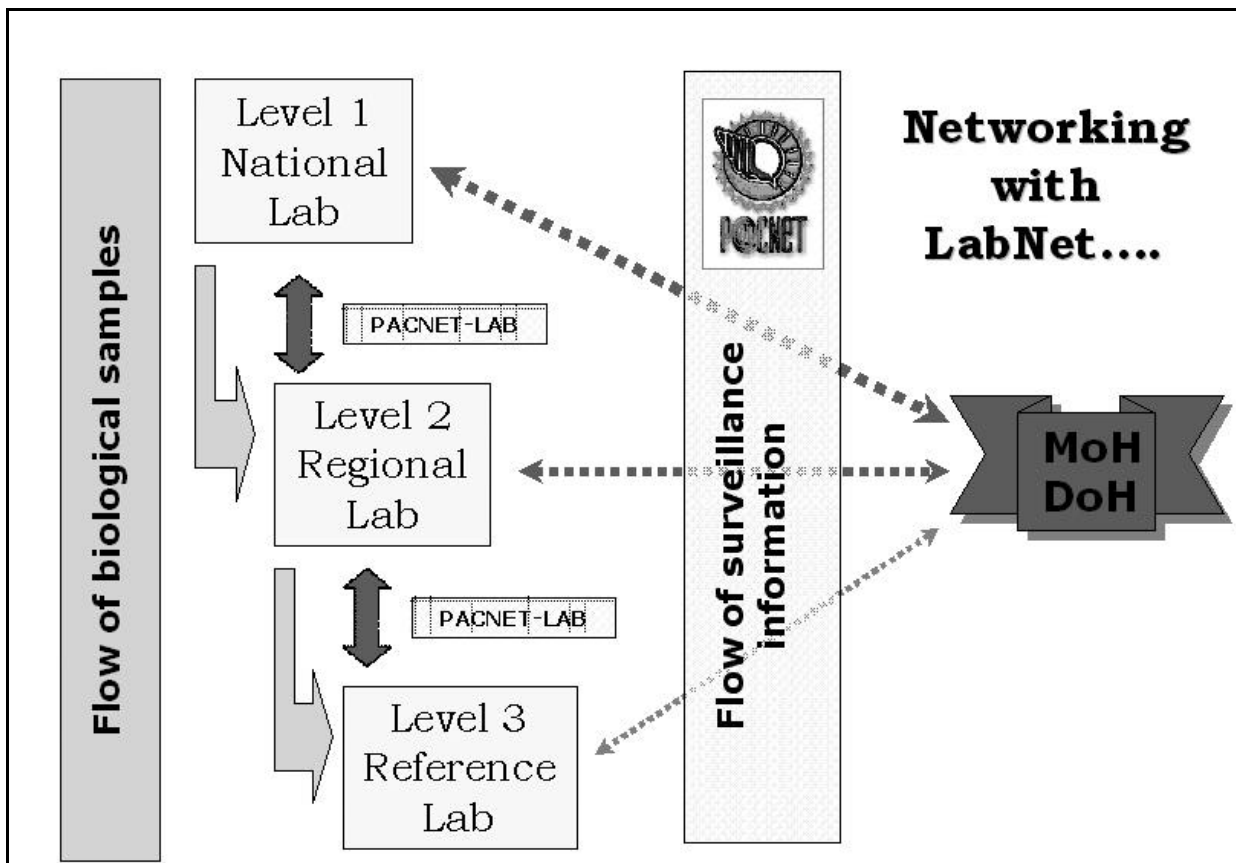 Flow of biological samples
Level 1
National
Lab
PACNET-LAB
Level 2
Regional
Lab
PACNET-LAB
Level 3
Reference
Lab
P@CNET
Flow of surveillance
information
Networking
with
LabNet....
MoH
DoH